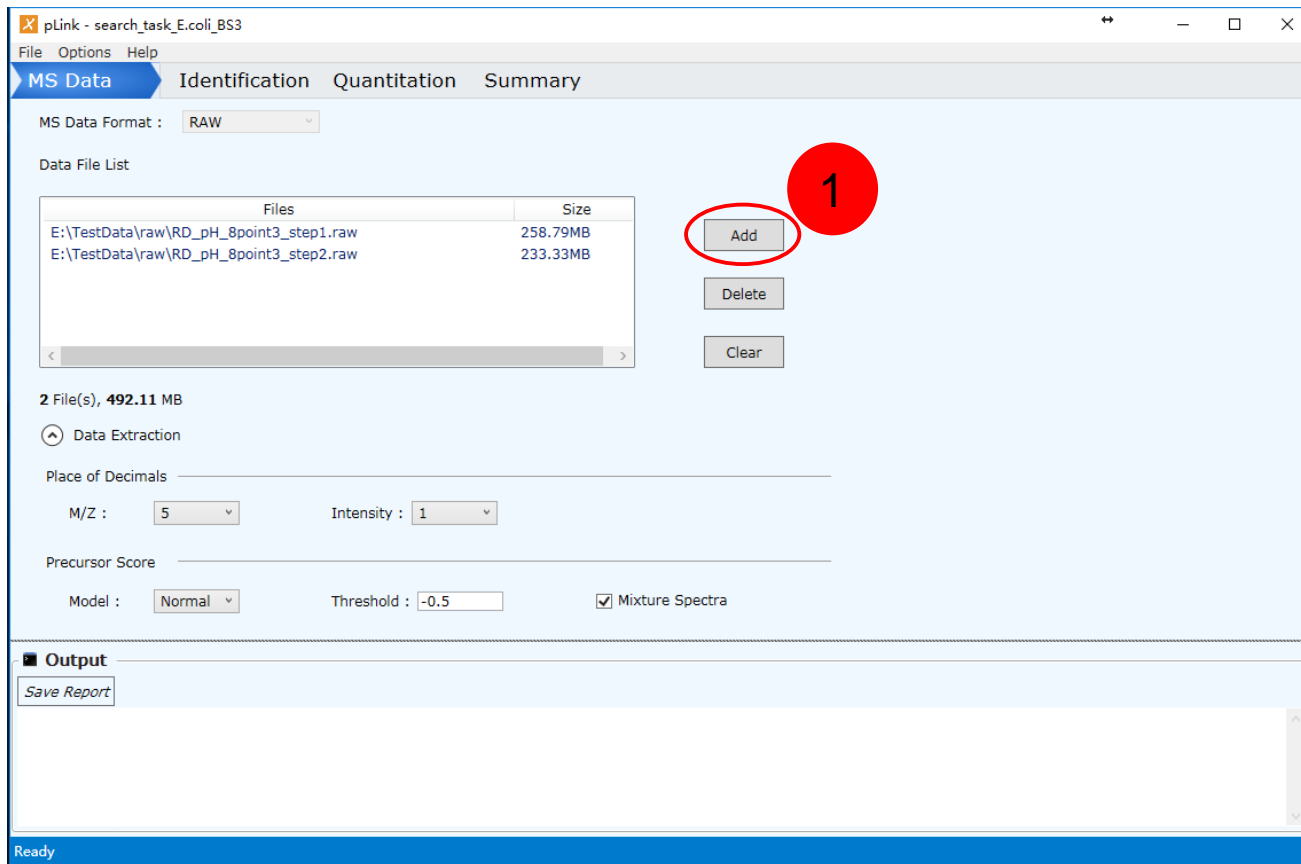 pLink - search_task_E.coli_BS3
File Options Help
MS Data Identification Quantitation Summary
MS Data Format : RAW
Data File List
1
Files Size
E:\TestData\raw\RD_pH_8point3_step1.raw 258.79MB
E:\TestData\raw\RD_pH_8point3_step2.raw 233.33MB
Add
Delete
Clear
2 File(s), 492.11 MB
Data Extraction
Place of Decimals
M/Z : 5 Intensity : 1
Precursor Score
Model : Normal Threshold : -0.5 Mixture Spectra
Output
Save Report
Ready